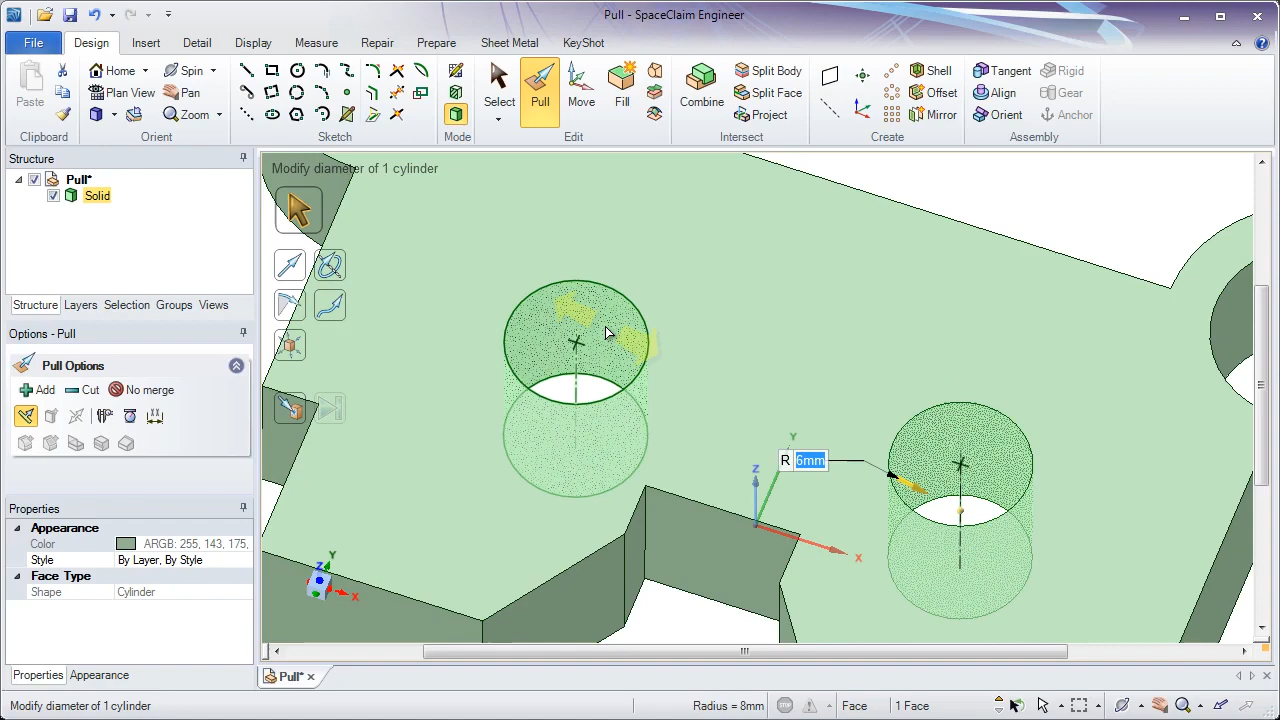 Pull - SpaceClaim Engineer
File Design Insert Detail Display Measure Repair Prepare Sheet Metal KeyShot
Home Spin Split Body Shell Tangent Rigid
Paste Plan View Pan Select Pull Move Fill Combine Split Face Offset Align Gear
Zoom Project Mirror Orient Anchor
Clipboard Orient Sketch Mode Edit Intersect Create Assembly
Structure
Modify diameter of 1 cylinder
Pull*
Solid
Structure Layers Selection Groups Views
Options - Pull
Pull Options
Add Cut No merge
Y
R 6mm
Z
X
Properties
Appearance
Color ARGB: 255, 143, 175,
Style By Layer, By Style
Face Type
Shape Cylinder
Y
Z
X
Properties Appearance
Pull*
Modify diameter of 1 cylinder Radius = 8mm Face 1 Face